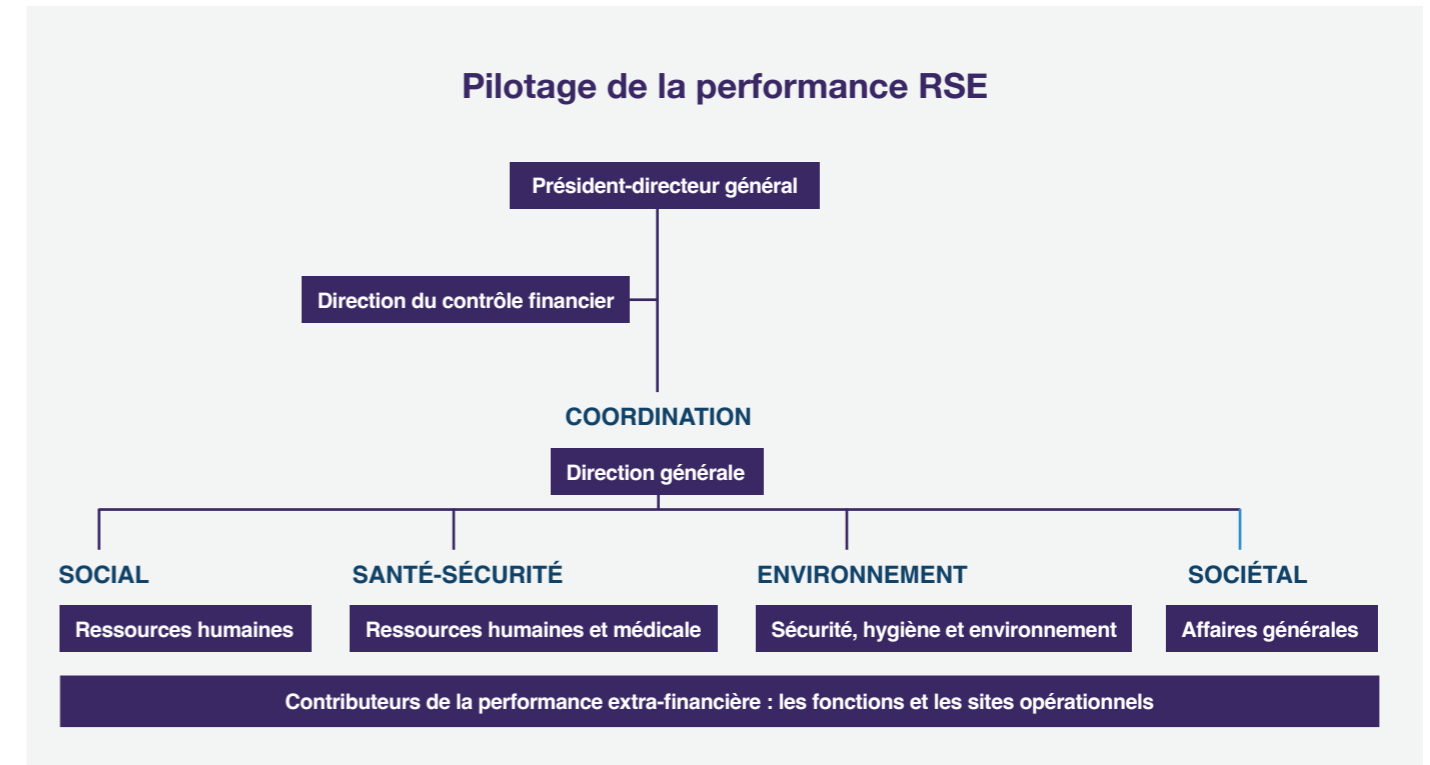 Pilotage de la performance RSE
Président-directeur général
Direction du contrôle financier
COORDINATION
Direction générale
SOCIAL
SANTÉ-SÉCURITÉ
ENVIRONNEMENT
SOCIÉTAL
Ressources humaines
Ressources humaines et médicale
Sécurité, hygiène et environnement
Affaires générales
Contributeurs de la performance extra-financière : les fonctions et les sites opérationnels